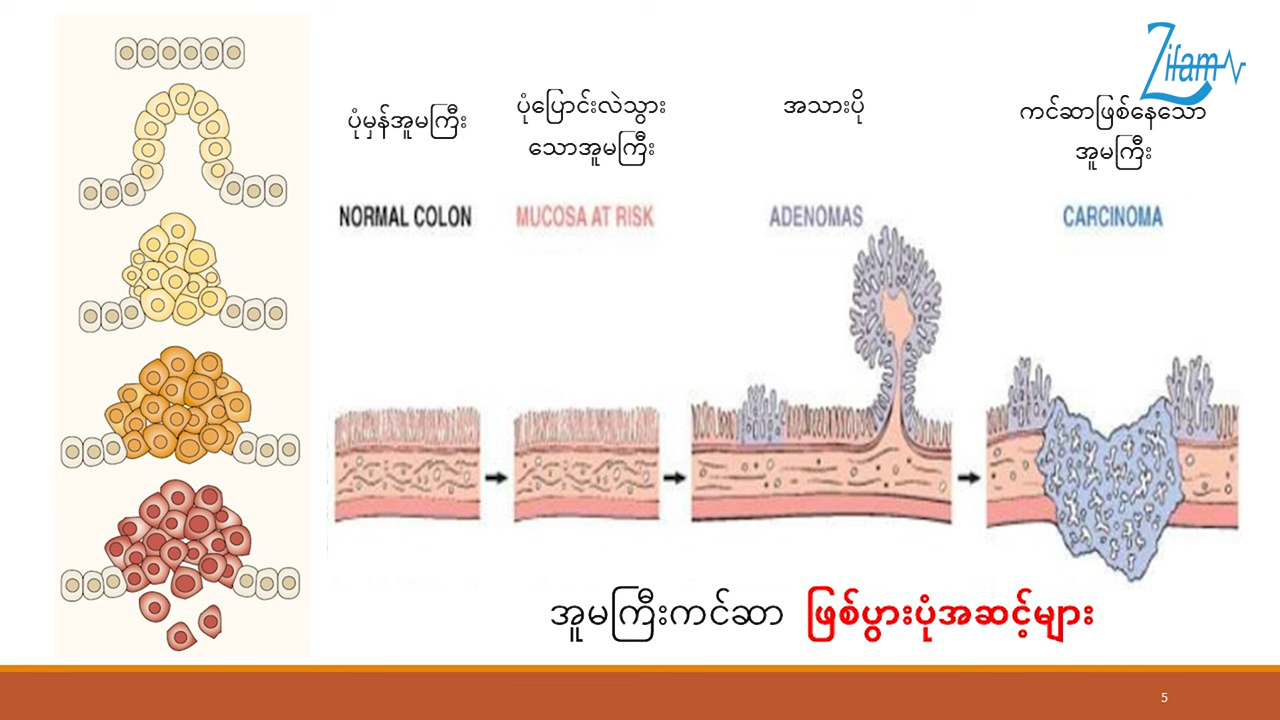 Zifam
ပုံမှန်အူမကြီး
ပုံပြောင်းလဲသွား
သောအူမကြီး
အသားပို
ကင်ဆာဖြစ်နေသော
အူမကြီး
NORMAL COLON
MUCOSA AT RISK
ADENOMAS
CARCINOMA
အူမကြီးကင်ဆာ ဖြစ်ပွားပုံအဆင့်များ
5